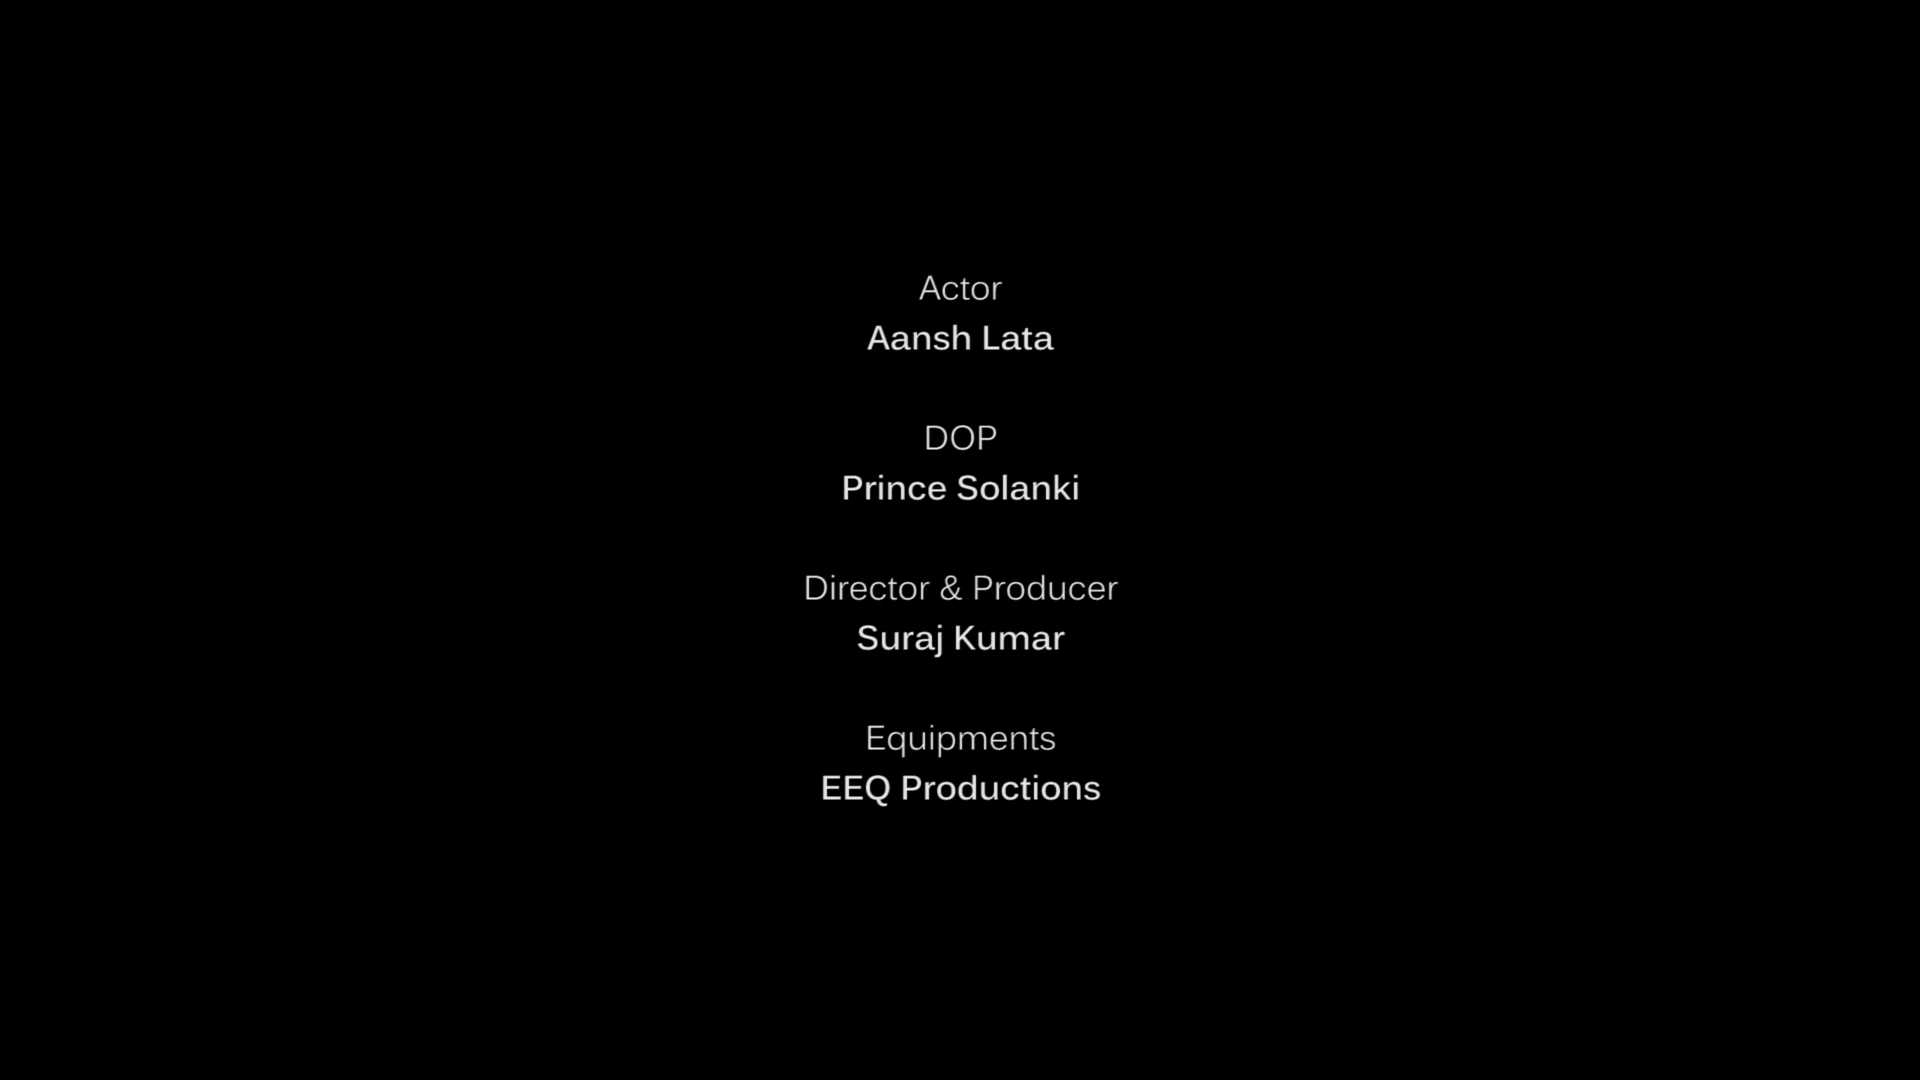 Actor
Aansh Lata
DOP
Prince Solanki
Director & Producer
Suraj Kumar
Equipments
EEQ Productions